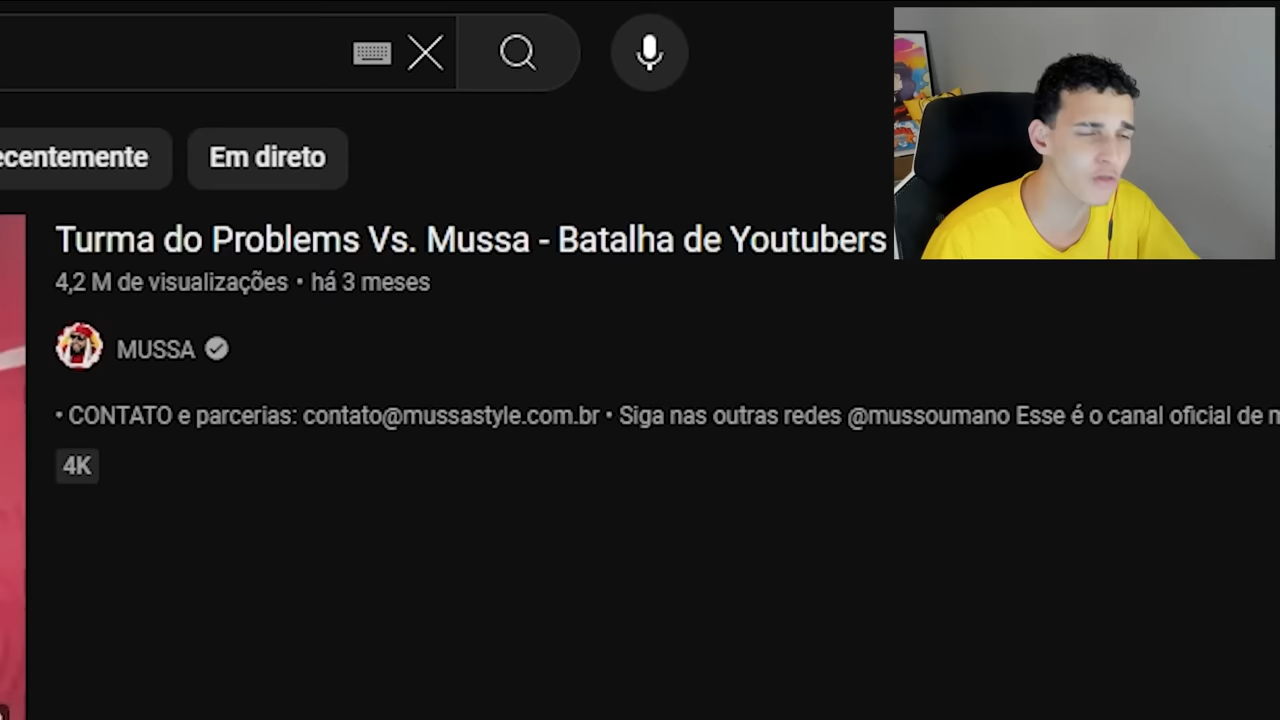 ecentemente
Em direto
Turma do Problems Vs. Mussa - Batalha de Youtubers
4,2 M de visualizações • há 3 meses
MUSSA
• CONTATO e parcerias: contato@mussastyle.com.br • Siga nas outras redes @mussoumano Esse é o canal oficial de
4K